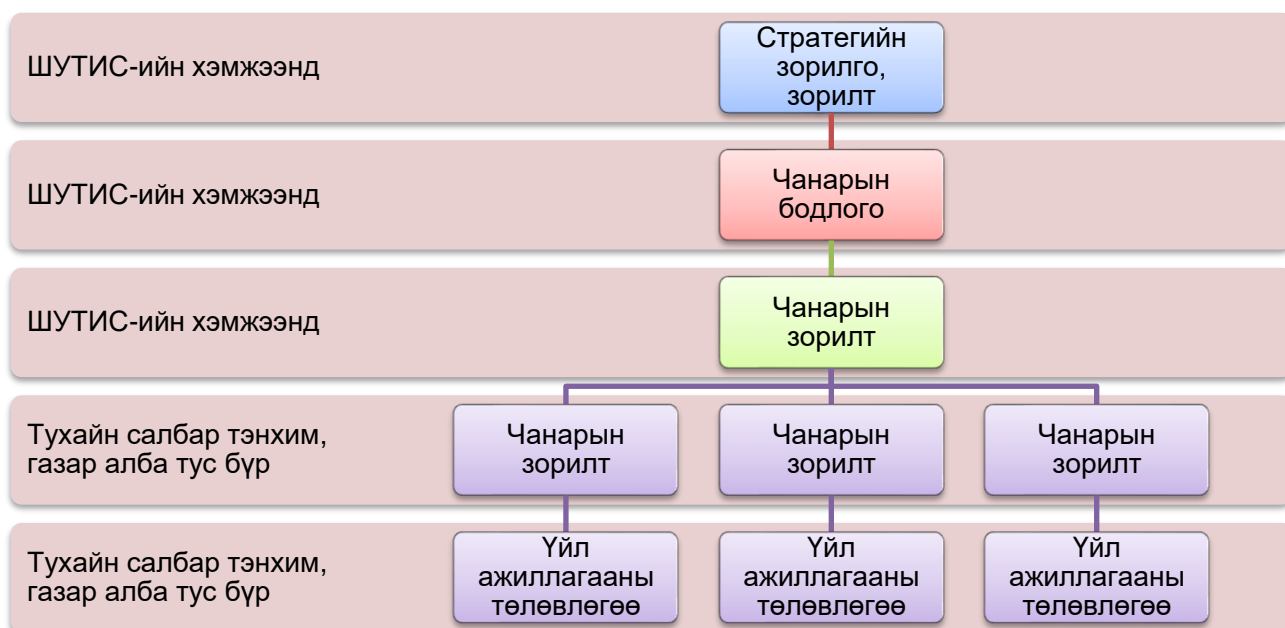 ШУТИС-ийн хэмжээнд
Стратегийн
зорилго,
зорилт
ШУТИС-ийн хэмжээнд
Чанарын
бодлого
ШУТИС-ийн хэмжээнд
Чанарын
зорилт
Тухайн салбар тэнхим,
газар алба тус бүр
Чанарын
зорилт
Чанарын
зорилт
Чанарын
зорилт
Тухайн салбар тэнхим,
газар алба тус бүр
Үйл
ажиллагааны
төлөвлөгөө
Үйл
ажиллагааны
төлөвлөгөө
Үйл
ажиллагааны
төлөвлөгөө